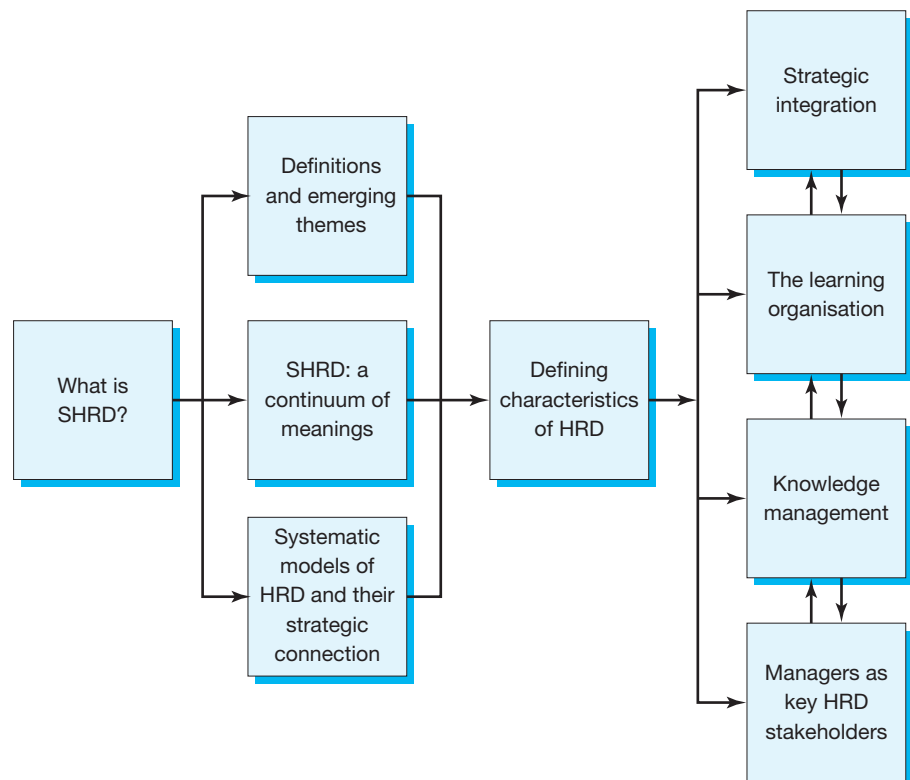 What is
SHRD?
Definitions
and emerging
themes
SHRD: a
continuum of
meanings
Systematic
models of
HRD and their
strategic
connection
Defining
characteristics
of HRD
Strategic
integration
The learning
organisation
Knowledge
management
Managers as
key HRD
stakeholders